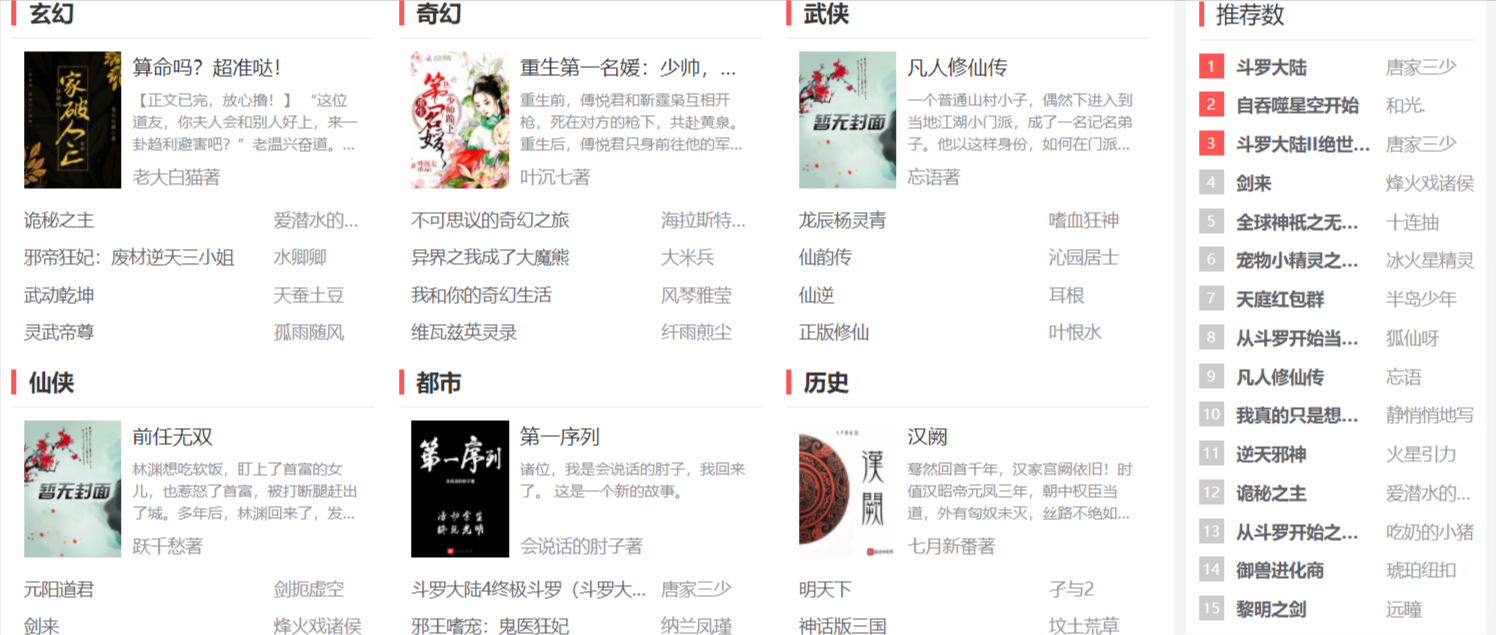 玄幻
家破人亡
算命吗？超准哒！
【正文已完，放心撸！】 “这位
道友，你夫人会和别人好上，来一
卦趋利避害吧？”老温兴奋道。...
老大白猫著
诡秘之主 爱潜水的...
邪帝狂妃：废材逆天三小姐 水卿卿
武动乾坤 天蚕土豆
灵武帝尊 孤雨随风
奇幻
第一名媛
重生第一名媛：少帅，...
重生前，傅悦君和靳霆枭互相开
枪，死在对方的枪下，共赴黄泉。
重生后，傅悦君只身前往他的军...
叶沉七著
不可思议的奇幻之旅 海拉斯特...
异界之我成了大魔熊 大米兵
我和你的奇幻生活 风琴雅莹
维瓦兹英灵录 纤雨煎尘
武侠
暂无封面
凡人修仙传
一个普通山村小子，偶然下进入到
当地江湖小门派，成了一名记名弟
子。他以这样身份，如何在门派...
忘语著
龙辰杨灵青 嗜血狂神
仙韵传 沁园居士
仙逆 耳根
正版修仙 叶恨水
仙侠
暂无封面
前任无双
林渊想吃软饭，盯上了首富的女
儿，也惹怒了首富，被打断腿赶出
了城。多年后，林渊回来了，发...
跃千愁著
元阳道君 剑扼虚空
剑来 烽火戏诸侯
都市
第一序列
第一序列
诸位，我是会说话的肘子，我回来
了。 这是一个新的故事。
会说话的肘子著
斗罗大陆4终极斗罗（斗罗大... 唐家三少
邪王嗜宠：鬼医狂妃 纳兰凤瑾
历史
漢闕
汉阙
蓦然回首千年，汉家宫阙依旧！时
值汉昭帝元凤三年，朝中权臣当
道，外有匈奴未灭，丝路不绝如...
七月新番著
明天下 孑与2
神话版三国 坟土荒草
推荐数
1 斗罗大陆 唐家三少
2 自吞噬星空开始 和光.
3 斗罗大陆II绝世... 唐家三少
4 剑来 烽火戏诸侯
5 全球神祇之无... 十连抽
6 宠物小精灵之... 冰火星精灵
7 天庭红包群 半岛少年
8 从斗罗开始当... 狐仙呀
9 凡人修仙传 忘语
10 我真的只是想... 静悄悄地写
11 逆天邪神 火星引力
12 诡秘之主 爱潜水的...
13 从斗罗开始之... 吃奶的小猪
14 御兽进化商 琥珀纽扣
15 黎明之剑 远瞳